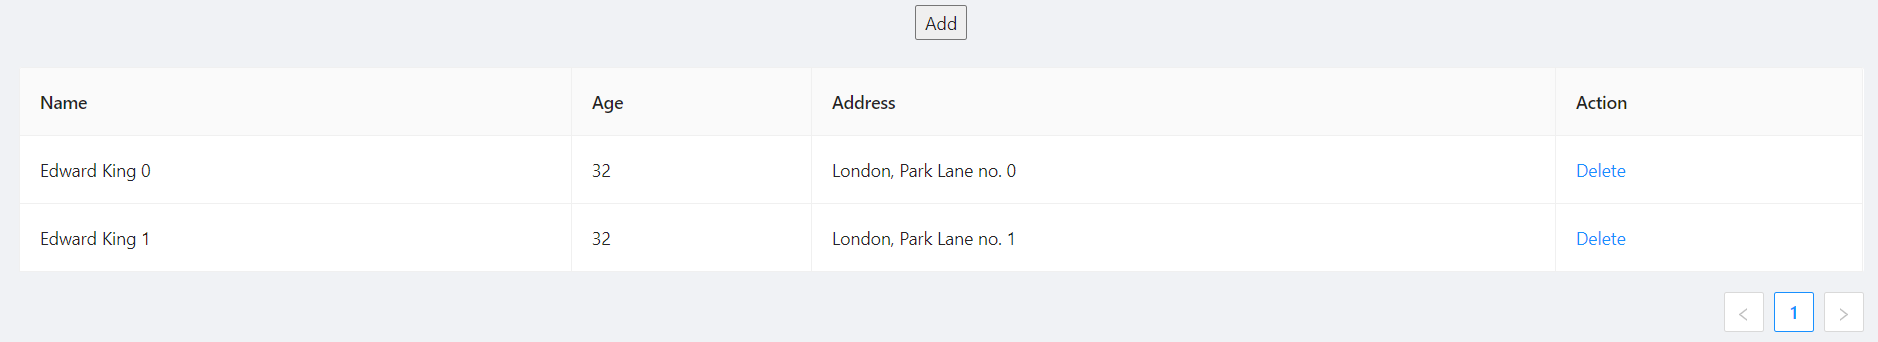 Add
Name Age Address Action
Edward King 0 32 London, Park Lane no. 0 Delete
Edward King 1 32 London, Park Lane no. 1 Delete
< 1 >